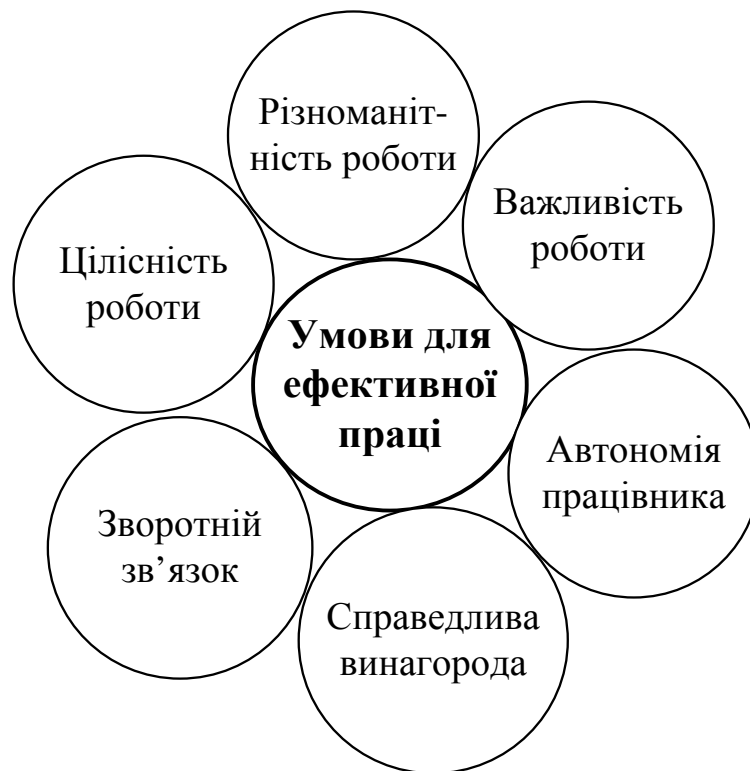 Різноманіт-
ність роботи
Важливість
роботи
Цілісність
роботи
Умови для
ефективної
праці
Автономія
працівника
Зворотній
зв’язок
Справедлива
винагорода